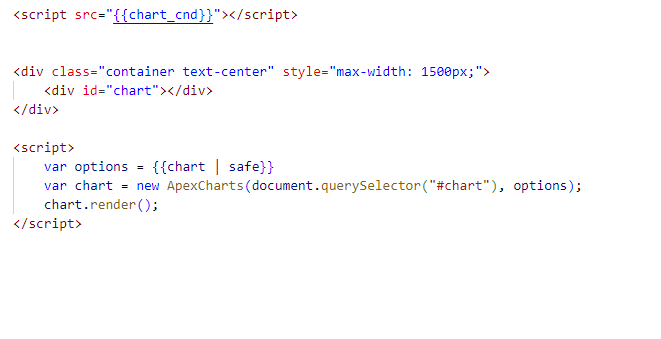 <script src="{{chart_cnd}}"></script>
<div class="container text-center" style="max-width: 1500px;">
<div id="chart"></div>
</div>
<script>
var options = {{chart | safe}}
var chart = new ApexCharts(document.querySelector("#chart"), options);
chart.render();
</script>